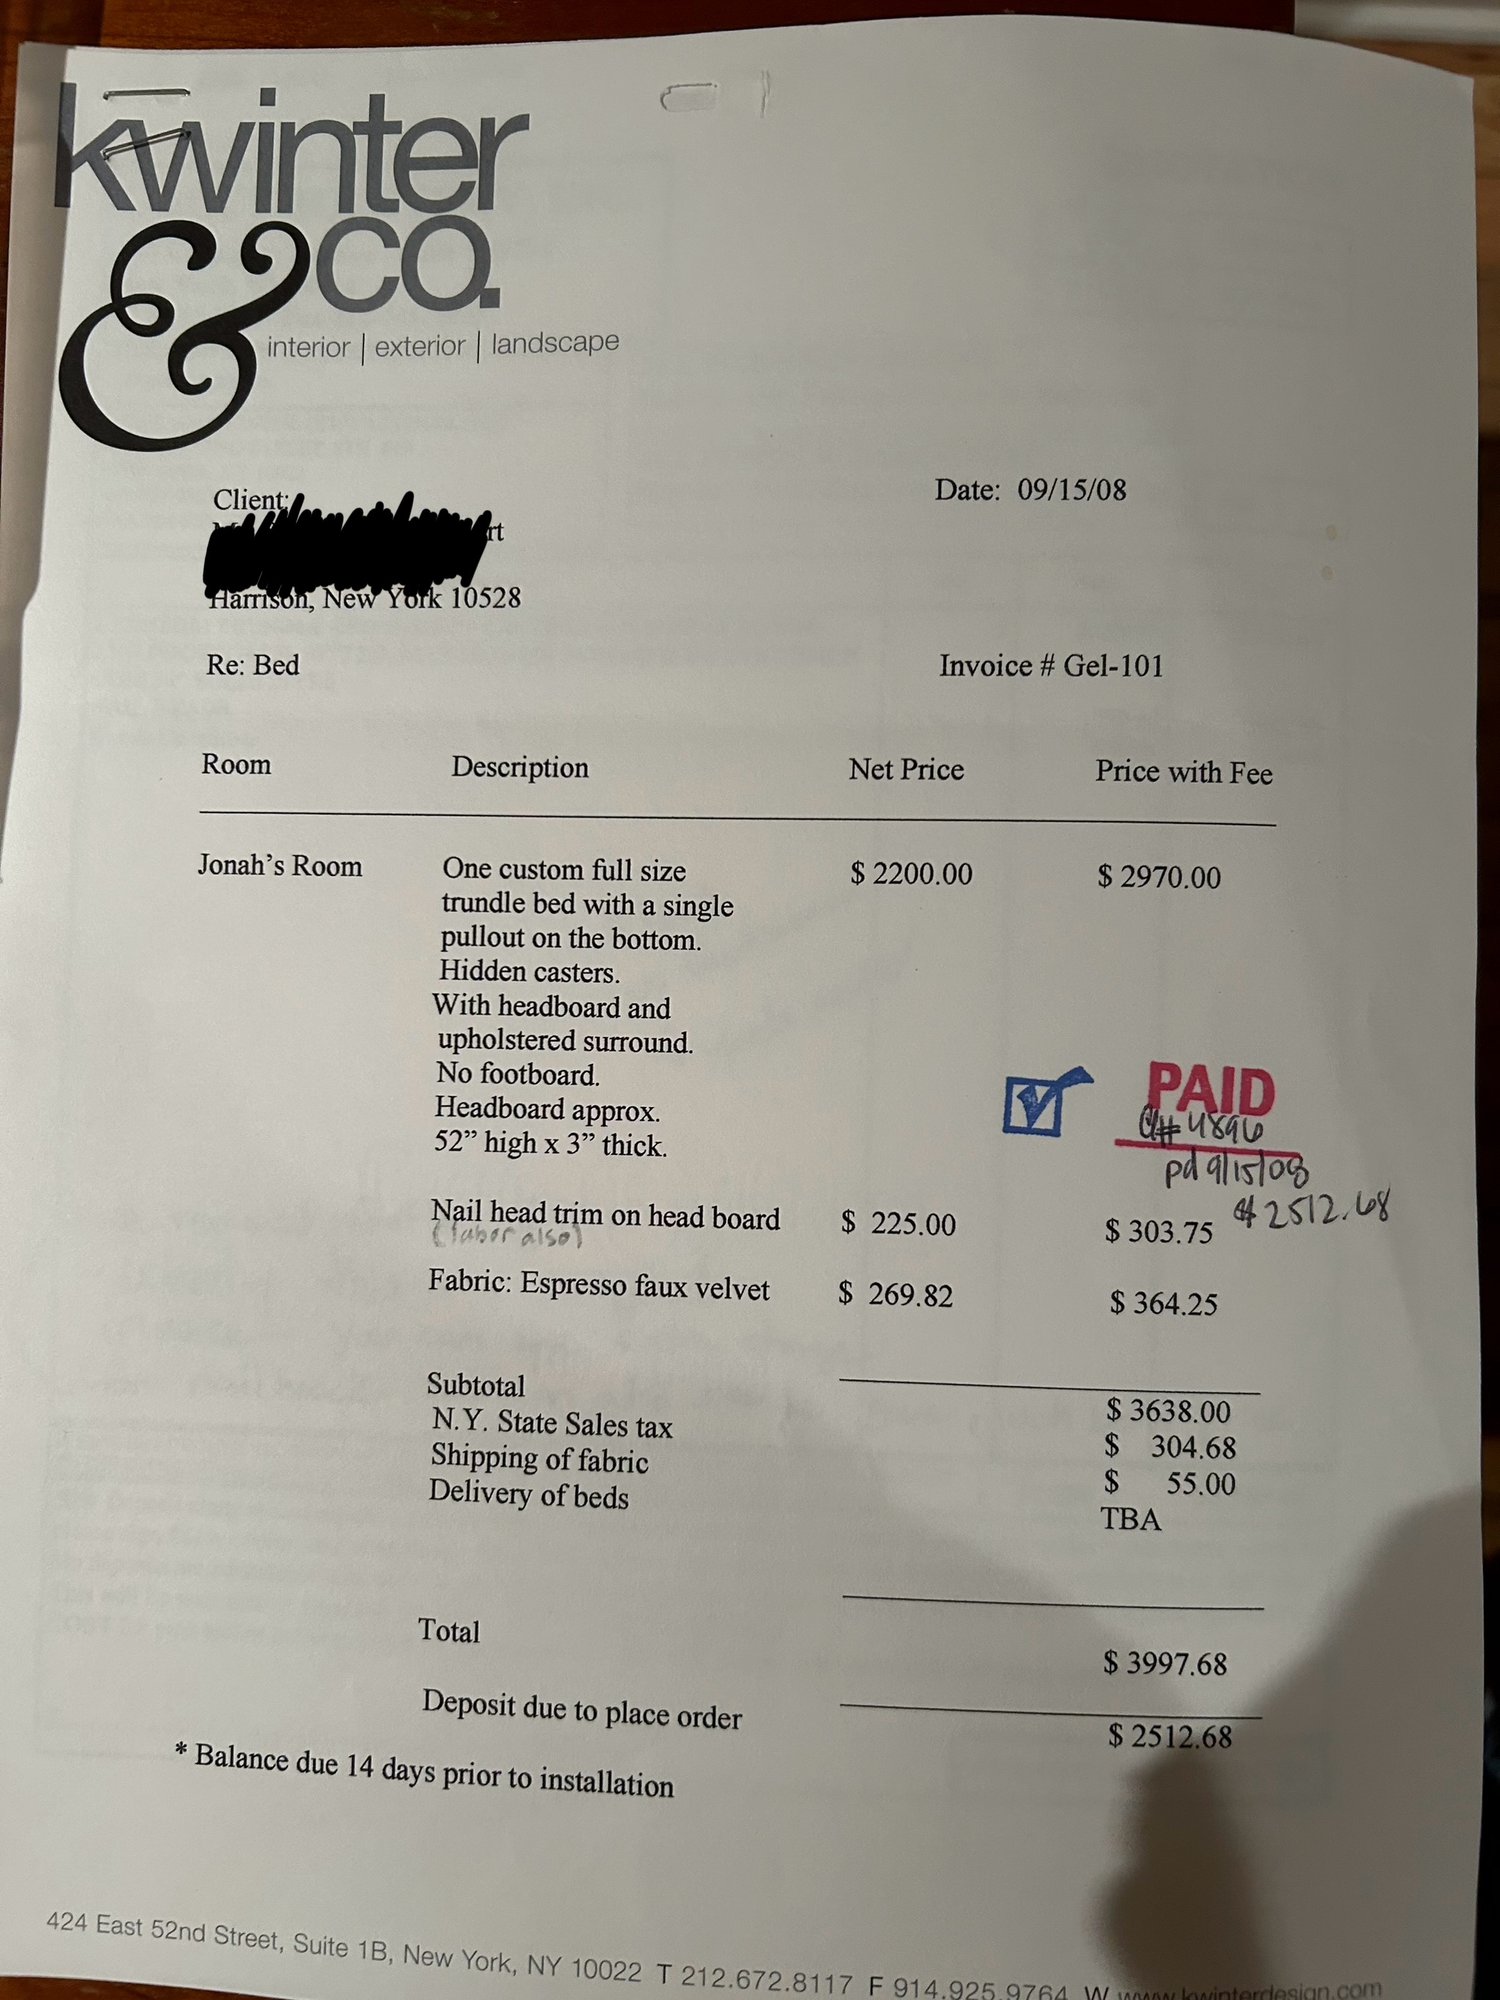 kwinter
& co.
interior | exterior | landscape
Client:
Date: 09/15/08
Harrison, New York 10528
Re: Bed
Invoice # Gel-101
Room Description Net Price Price with Fee
Jonah's Room One custom full size $ 2200.00 $ 2970.00
trundle bed with a single
pullout on the bottom.
Hidden casters.
With headboard and
upholstered surround.
No footboard.
Headboard approx.
52” high x 3” thick.
PAID
ck# 4896
pd 9/15/08
$ 2512.68
Nail head trim on head board $ 225.00 $ 303.75
(labor also)
Fabric: Espresso faux velvet $ 269.82 $ 364.25
Subtotal $ 3638.00
N.Y. State Sales tax $ 304.68
Shipping of fabric $ 55.00
Delivery of beds TBA
Total $ 3997.68
Deposit due to place order $ 2512.68
* Balance due 14 days prior to installation
424 East 52nd Street, Suite 1B, New York, NY 10022 T 212.672.8117 F 914.925.9764 W www.kwinterdesign.com